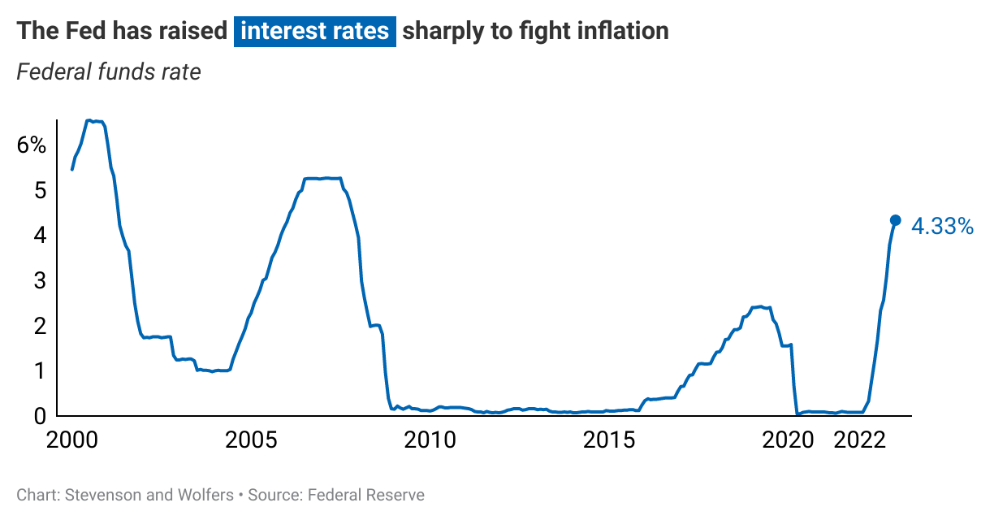 The Fed has raised interest rates sharply to fight inflation
Federal funds rate
6%
5
4
3
2
1
0
4.33%
2000 2005 2010 2015 2020 2022
Chart: Stevenson and Wolfers • Source: Federal Reserve